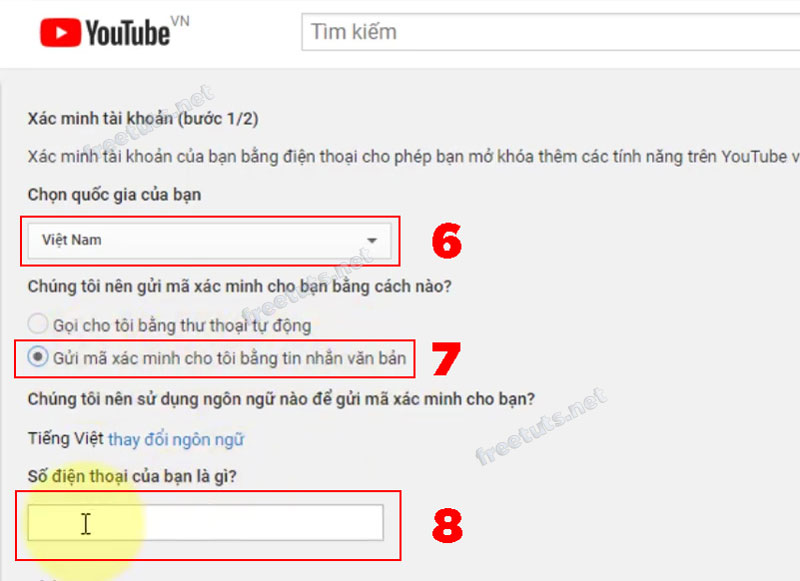 YouTube VN
Tìm kiếm
Xác minh tài khoản (bước 1/2)
Xác minh tài khoản của bạn bằng điện thoại cho phép bạn mở khóa thêm các tính năng trên YouTube v
Chọn quốc gia của bạn
Việt Nam
6
Chúng tôi nên gửi mã xác minh cho bạn bằng cách nào?
Gọi cho tôi bằng thư thoại tự động
Gửi mã xác minh cho tôi bằng tin nhắn văn bản
7
Chúng tôi nên sử dụng ngôn ngữ nào để gửi mã xác minh cho bạn?
Tiếng Việt thay đổi ngôn ngữ
Số điện thoại của bạn là gì?
8
freetuts.net
freetuts.net
freetuts.net